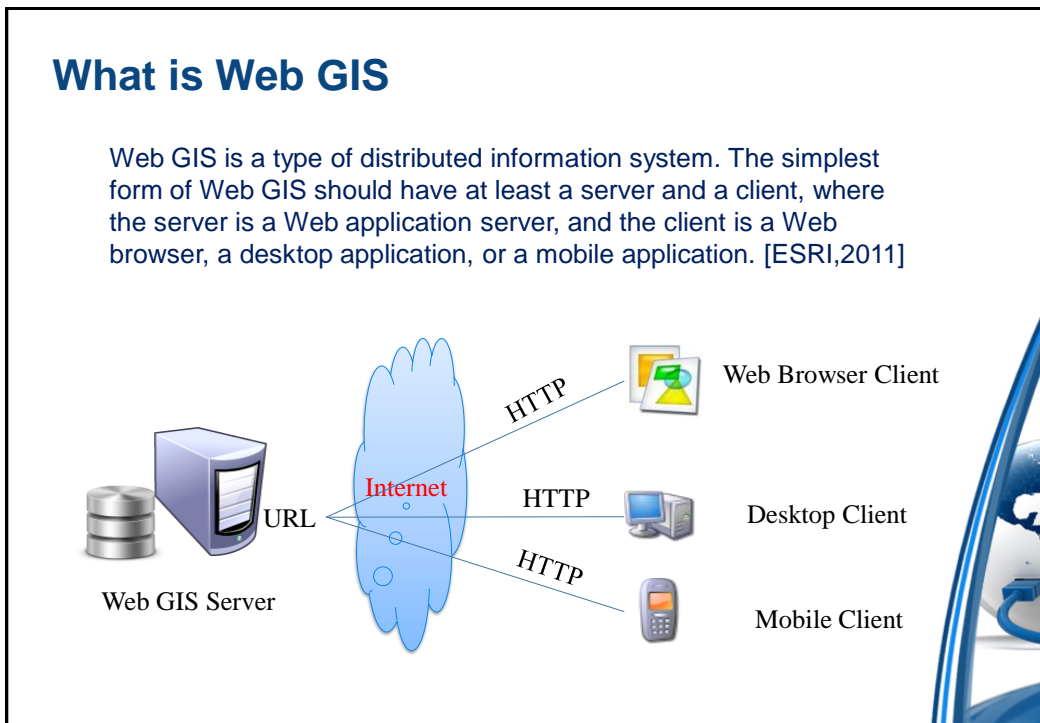 What is Web GIS
Web GIS is a type of distributed information system. The simplest
form of Web GIS should have at least a server and a client, where
the server is a Web application server, and the client is a Web
browser, a desktop application, or a mobile application. [ESRI,2011]
HTTP
Web Browser Client
Internet
URL
HTTP
Desktop Client
HTTP
Web GIS Server
Mobile Client